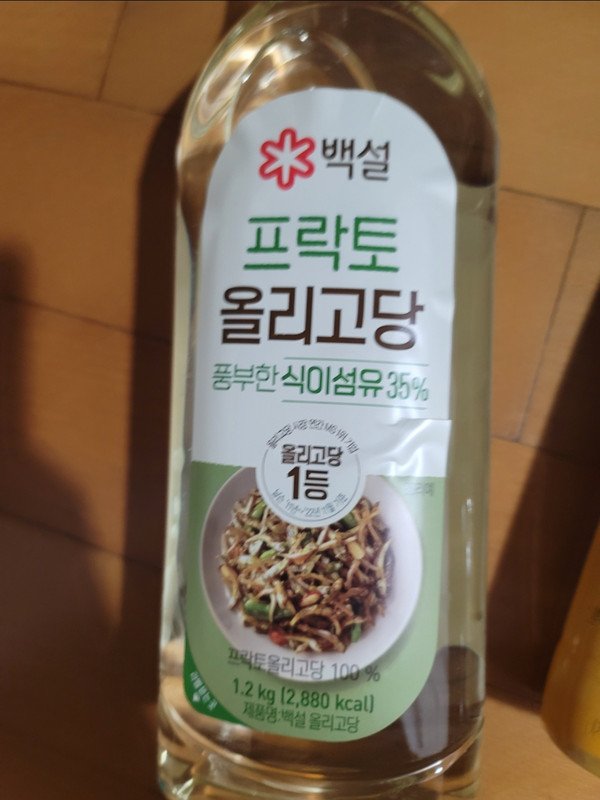 백설
프락토
올리고당
풍부한 식이섬유 35%
올리고당
1등
프락토올리고당 100 %
1.2 kg (2,880 kcal)
제품명:백설 올리고당